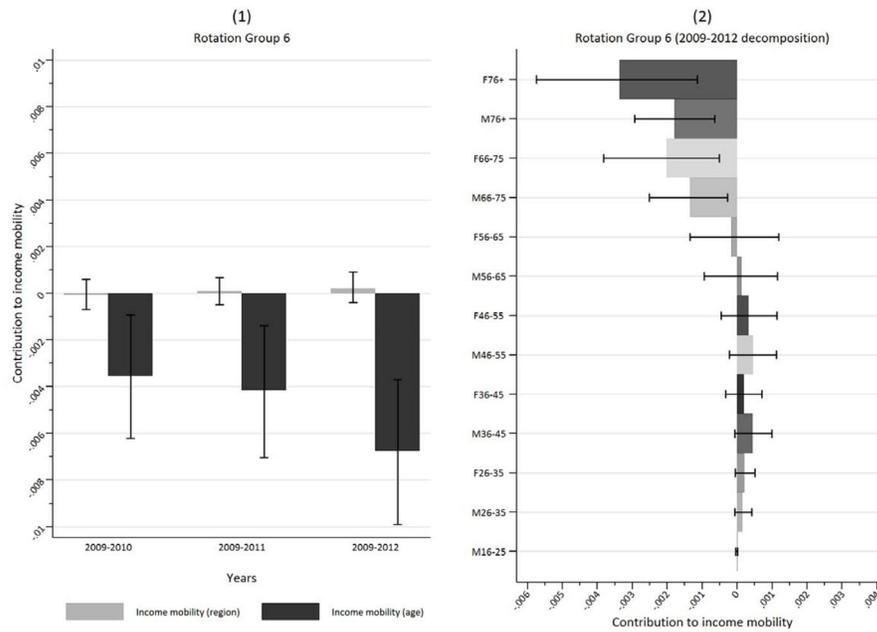 (1)
Rotation Group 6
Contribution to income mobility
.01
.008
.006
.004
.002
0
-.002
-.004
-.006
-.008
-.01
2009-2010 2009-2011 2009-2012
Years
Income mobility (region) Income mobility (age)
(2)
Rotation Group 6 (2009-2012 decomposition)
F76+
M76+
F66-75
M66-75
F56-65
M56-65
F46-55
M46-55
F36-45
M36-45
F26-35
M26-35
M16-25
-.006 -.005 -.004 -.003 -.002 -.001 0 .001 .002 .003 .004
Contribution to income mobility